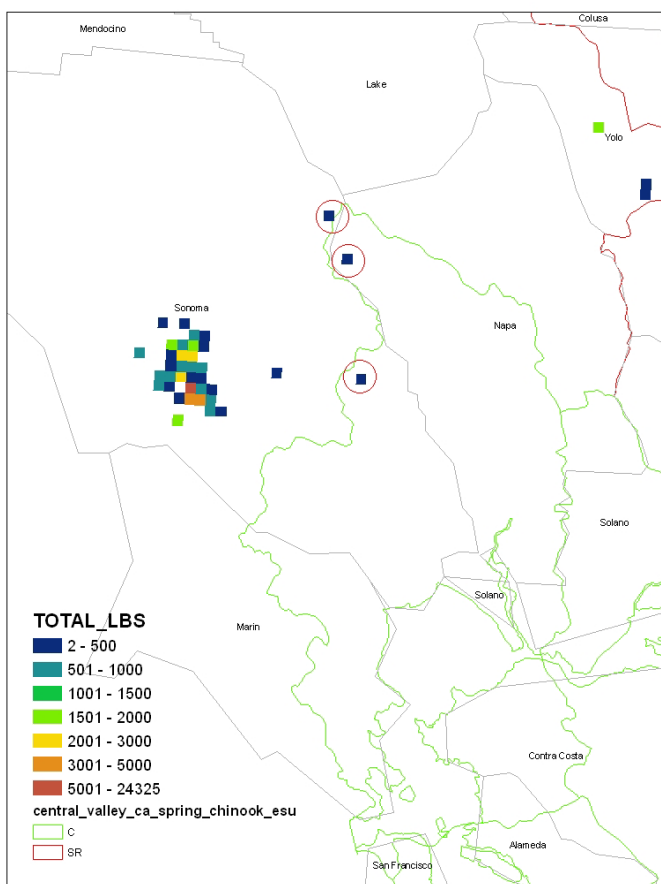 Colusa
Mendocino
Lake
Yolo
Sonoma
Napa
Solano
Solano
Marin
Contra Costa
Alameda
San Francisco
TOTAL_LBS
2 - 500
501 - 1000
1001 - 1500
1501 - 2000
2001 - 3000
3001 - 5000
5001 - 24325
central_valley_ca_spring_chinook_esu
C
SR